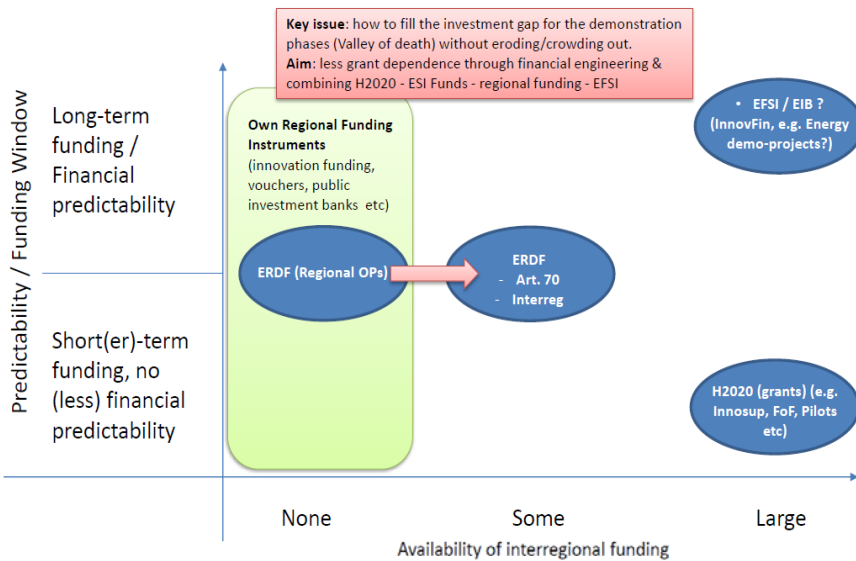 Key issue: how to fill the investment gap for the demonstration
phases (Valley of death) without eroding/crowding out.
Aim: less grant dependence through financial engineering &
combining H2020 - ESI Funds - regional funding - EFSI
Predictability / Funding Window
Long-term
funding /
Financial
predictability
Own Regional Funding
Instruments
(innovation funding,
vouchers, public
investment banks etc)
• EFSI / EIB ?
(InnovFin, e.g. Energy
demo-projects?)
ERDF (Regional OPs)
ERDF
- Art. 70
- Interreg
Short(er)-term
funding, no
(less) financial
predictability
H2020 (grants) (e.g.
Innosup, FoF, Pilots
etc)
None
Some
Large
Availability of interregional funding